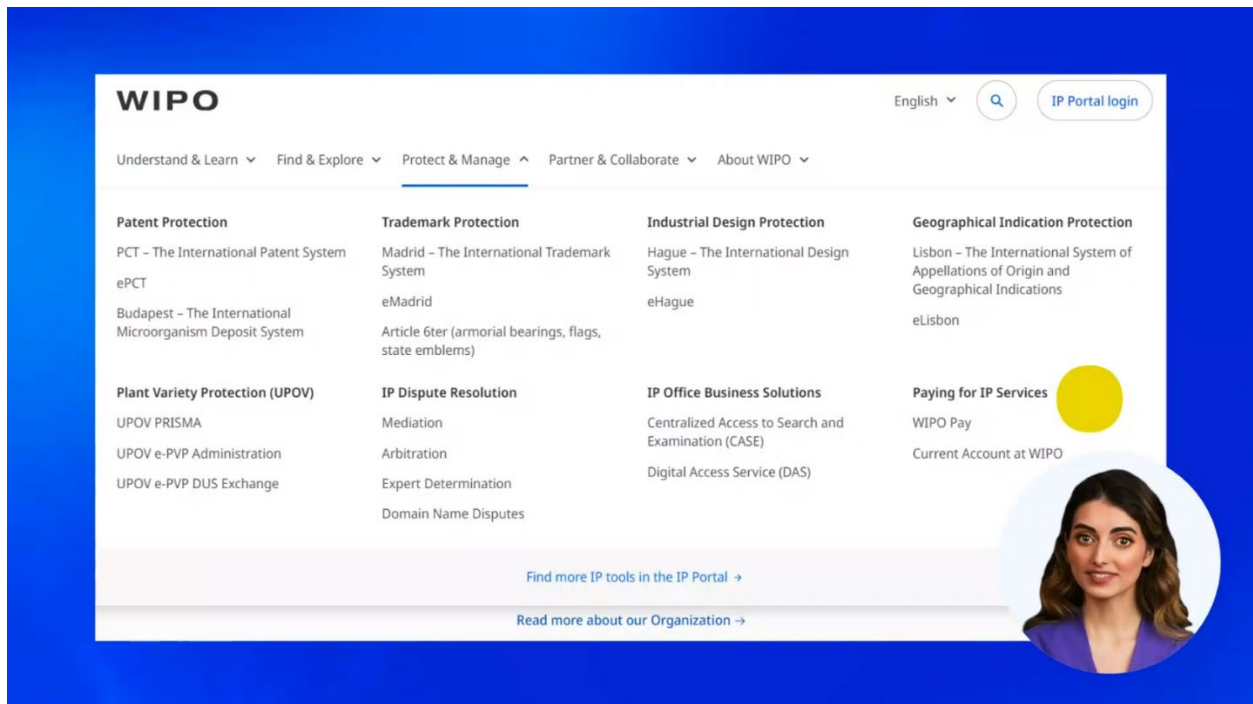 WIPO
English
IP Portal login
Understand & Learn
Find & Explore
Protect & Manage
Partner & Collaborate
About WIPO
Patent Protection
PCT – The International Patent System
ePCT
Budapest – The International
Microorganism Deposit System
Trademark Protection
Madrid – The International Trademark
System
eMadrid
Article 6ter (armorial bearings, flags,
state emblems)
Industrial Design Protection
Hague – The International Design
System
eHague
Geographical Indication Protection
Lisbon – The International System of
Appellations of Origin and
Geographical Indications
eLisbon
Plant Variety Protection (UPOV)
UPOV PRISMA
UPOV e-PVP Administration
UPOV e-PVP DUS Exchange
IP Dispute Resolution
Mediation
Arbitration
Expert Determination
Domain Name Disputes
IP Office Business Solutions
Centralized Access to Search and
Examination (CASE)
Digital Access Service (DAS)
Paying for IP Services
WIPO Pay
Current Account at WIPO
Find more IP tools in the IP Portal →
Read more about our Organization →